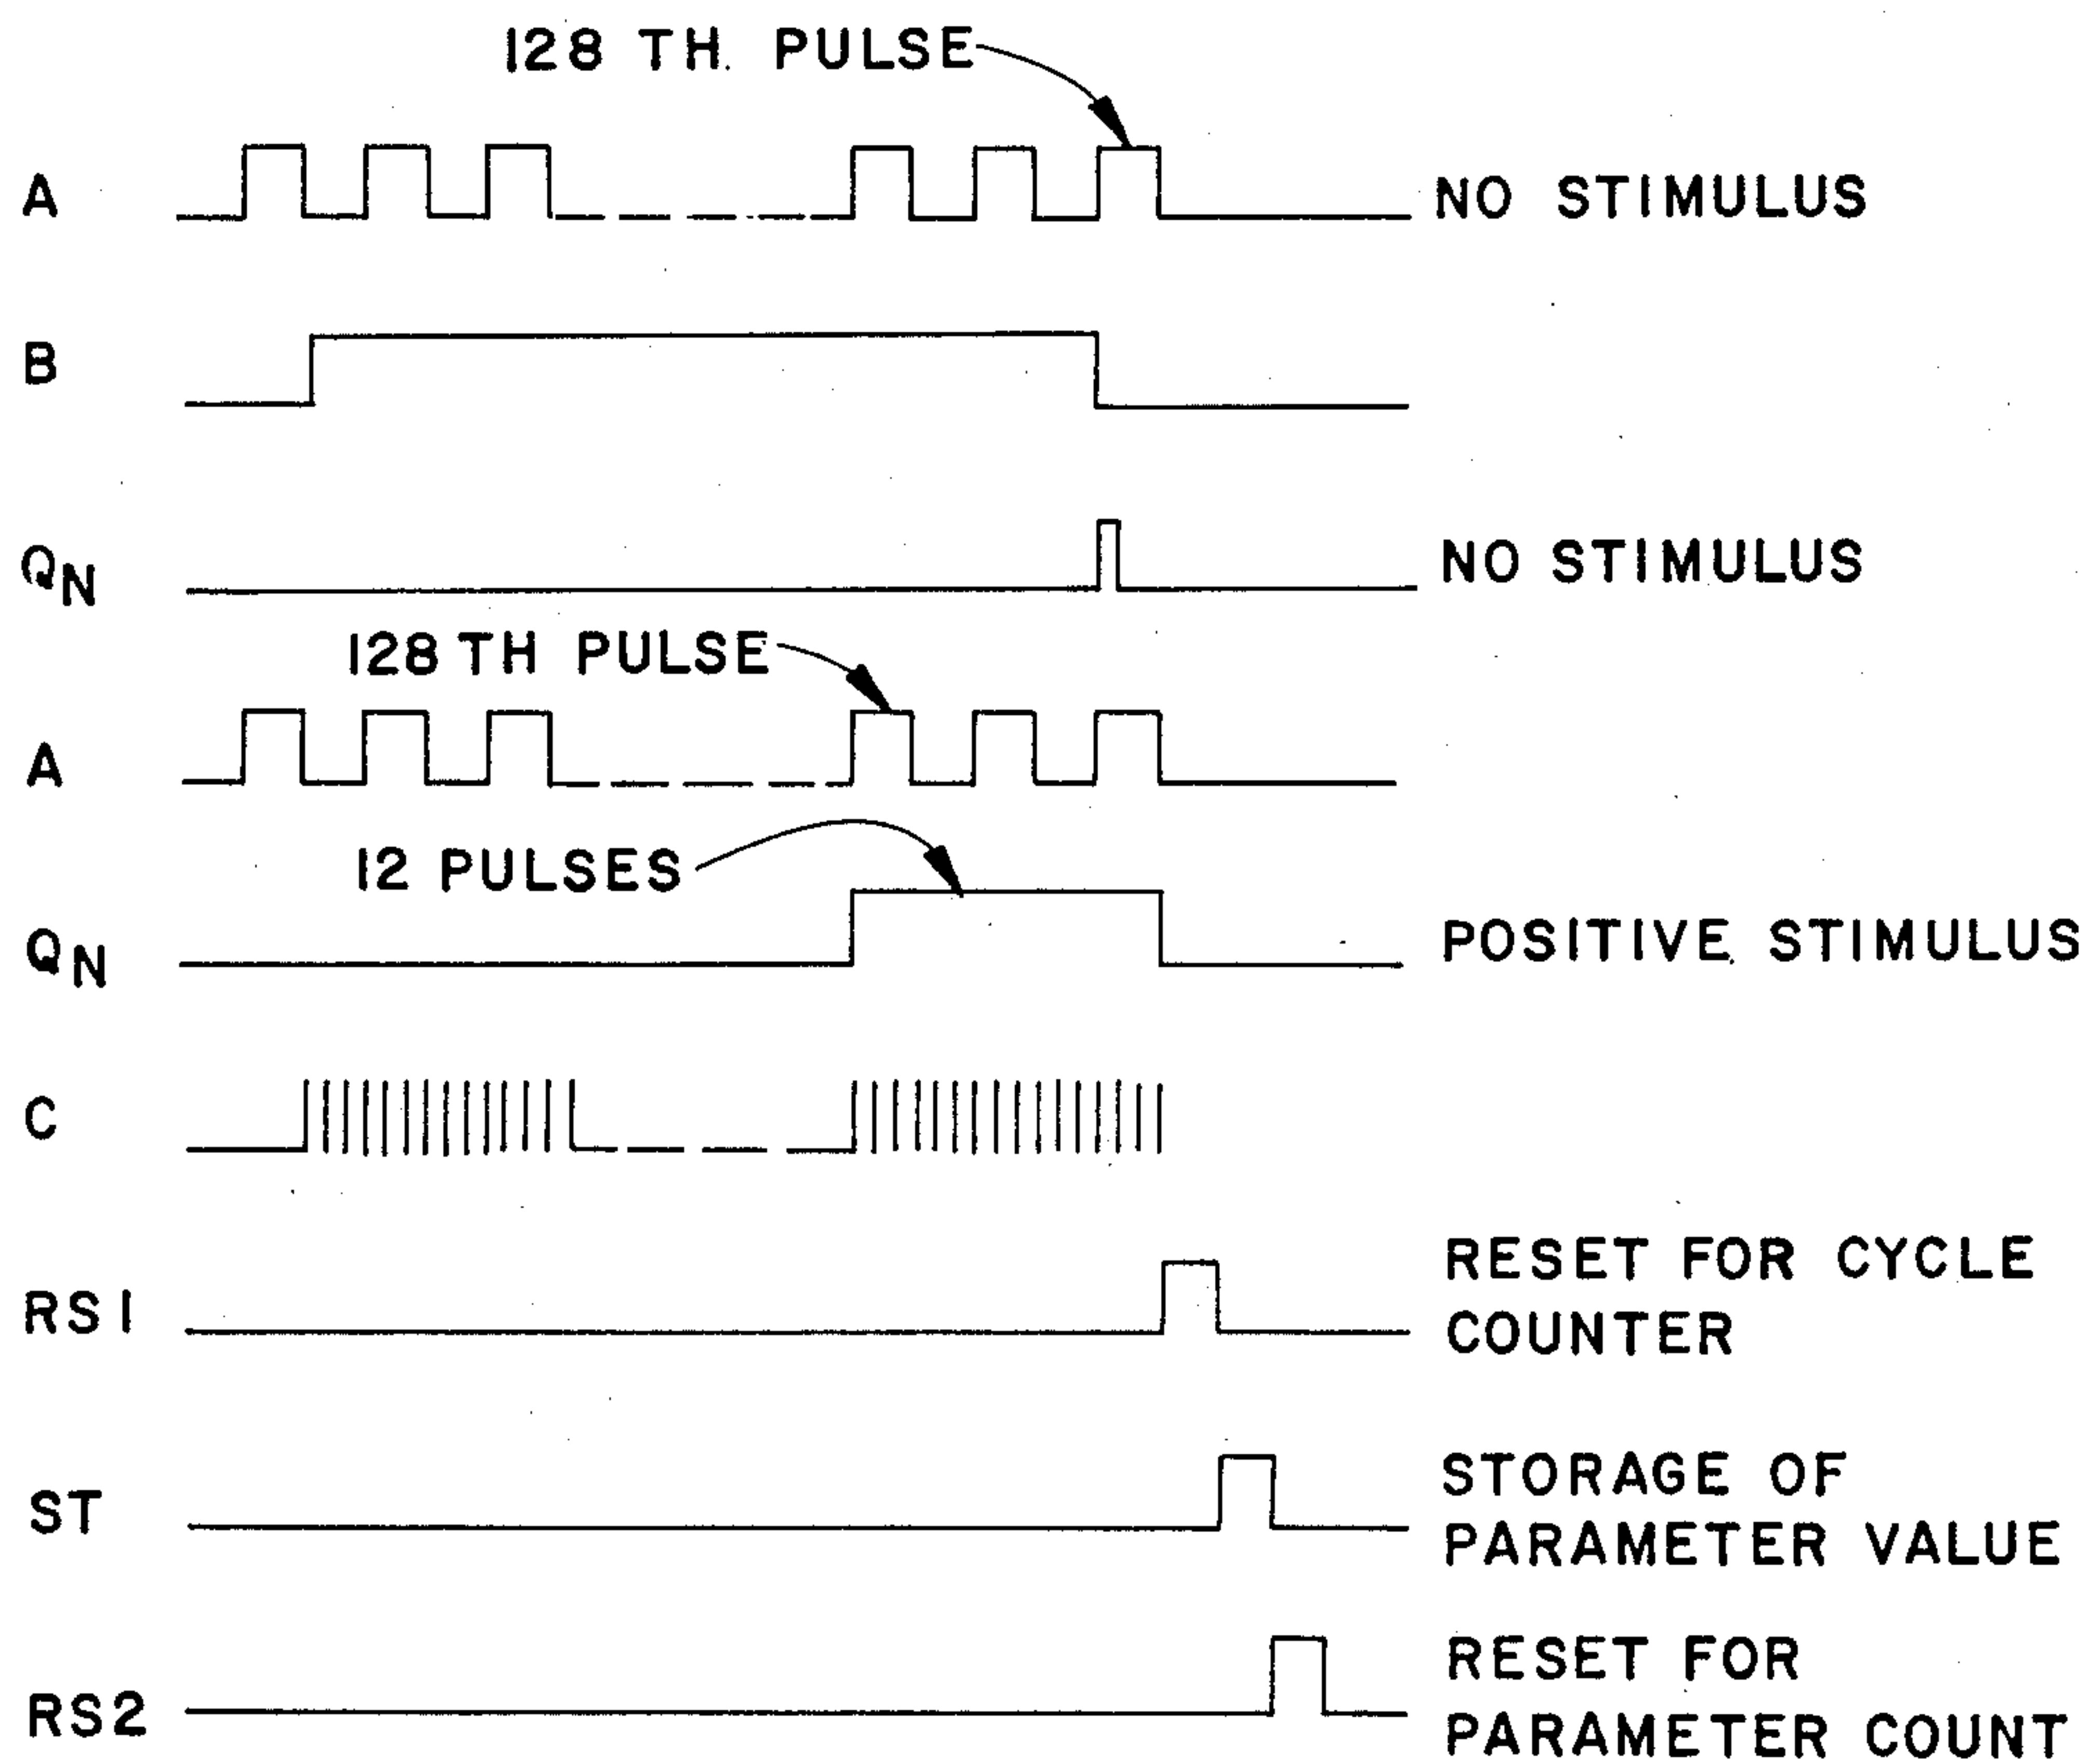 128 TH. PULSE
A NO STIMULUS
B
QN NO STIMULUS
128 TH PULSE
A
12 PULSES
QN POSITIVE STIMULUS
C
RS1 RESET FOR CYCLE
COUNTER
ST STORAGE OF
PARAMETER VALUE
RS2 RESET FOR
PARAMETER COUNT